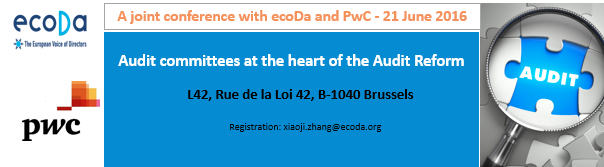 ecoDa
The European Voice of Directors
pwc
A joint conference with ecoDa and PwC - 21 June 2016
Audit committees at the heart of the Audit Reform
L42, Rue de la Loi 42, B-1040 Brussels
Registration: xiaoji.zhang@ecoda.org
AUDIT